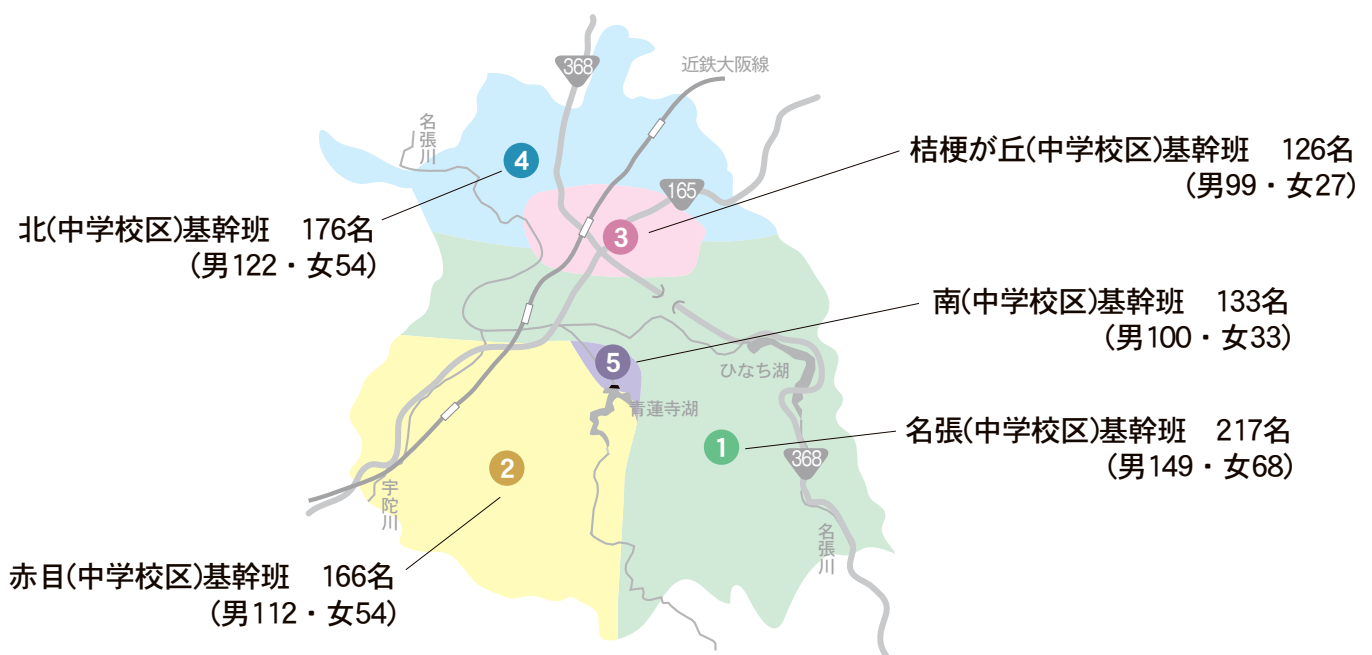 368
近鉄大阪線
名張川
4
165
3
桔梗が丘(中学校区)基幹班　126名
(男99・女27)
北(中学校区)基幹班　176名
(男122・女54)
南(中学校区)基幹班　133名
(男100・女33)
5
ひなち湖
青蓮寺湖
名張(中学校区)基幹班　217名
(男149・女68)
1
368
2
宇陀川
名張川
赤目(中学校区)基幹班　166名
(男112・女54)